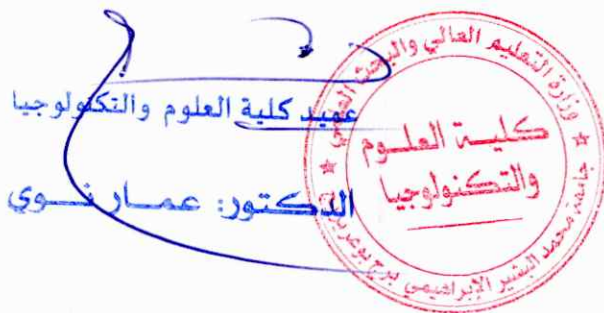 عميد كلية العلوم والتكنولوجيا
الدكتور: عمار نوي
وزارة التعليم العالي والبحث العلمي
كلية العلوم
والتكنولوجيا
جامعة محمد البشير الإبراهيمي برج بوعريريج